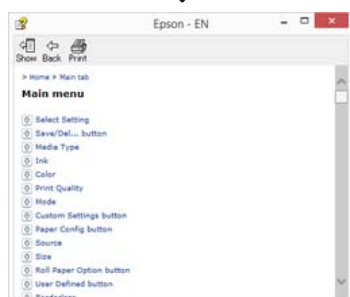 Epson - EN
Show Back Print
> Home > Main tab
Main menu
Select Setting
Save/Del... button
Media Type
Ink
Color
Print Quality
Mode
Custom Settings button
Paper Config button
Source
Size
Roll Paper Option button
User Defined button